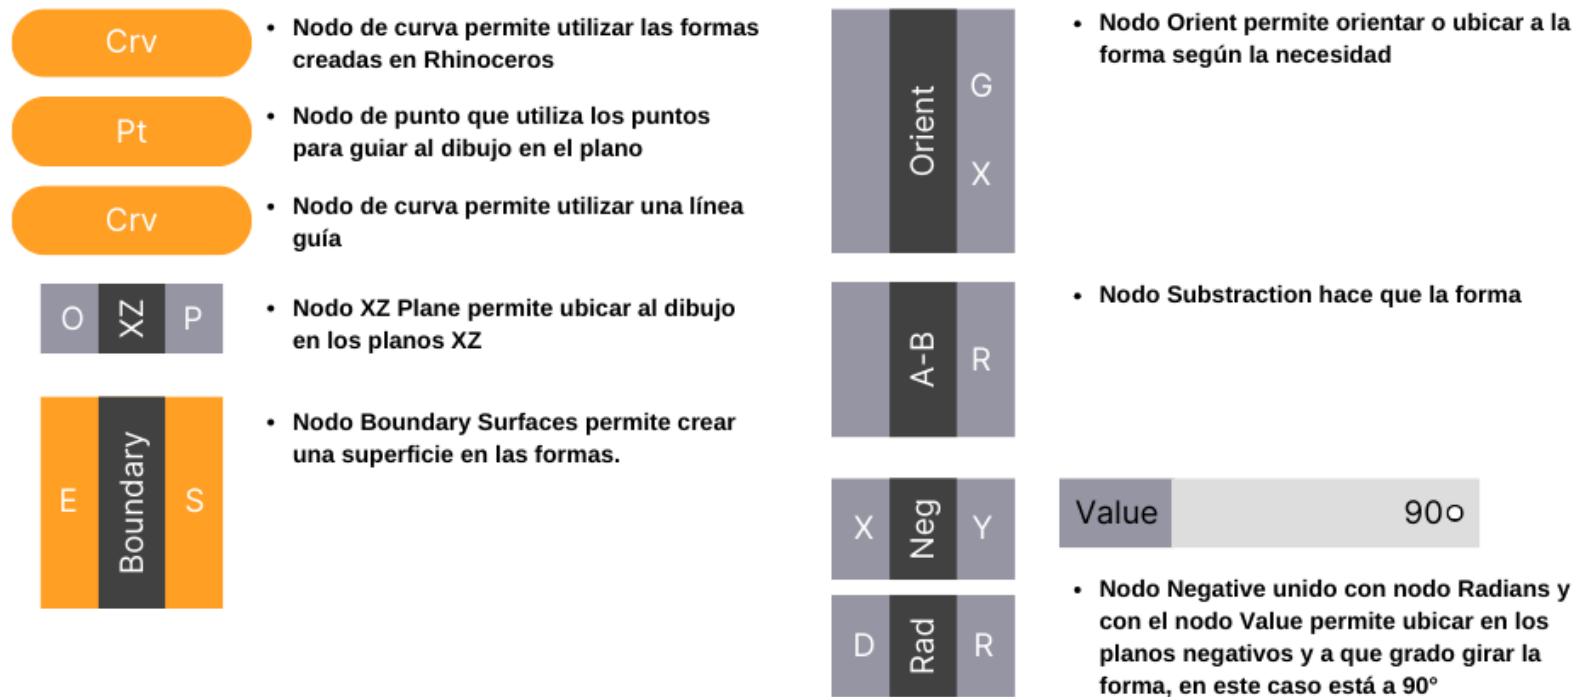 Crv
• Nodo de curva permite utilizar las formas
creadas en Rhinoceros
Pt
• Nodo de punto que utiliza los puntos
para guiar al dibujo en el plano
Crv
• Nodo de curva permite utilizar una línea
guía
O XZ P
• Nodo XZ Plane permite ubicar al dibujo
en los planos XZ
E Boundary S
• Nodo Boundary Surfaces permite crear
una superficie en las formas.
Orient G X
• Nodo Orient permite orientar o ubicar a la
forma según la necesidad
A-B R
• Nodo Substraction hace que la forma
X Neg Y
Value 90○
D Rad R
• Nodo Negative unido con nodo Radians y
con el nodo Value permite ubicar en los
planos negativos y a que grado girar la
forma, en este caso está a 90°